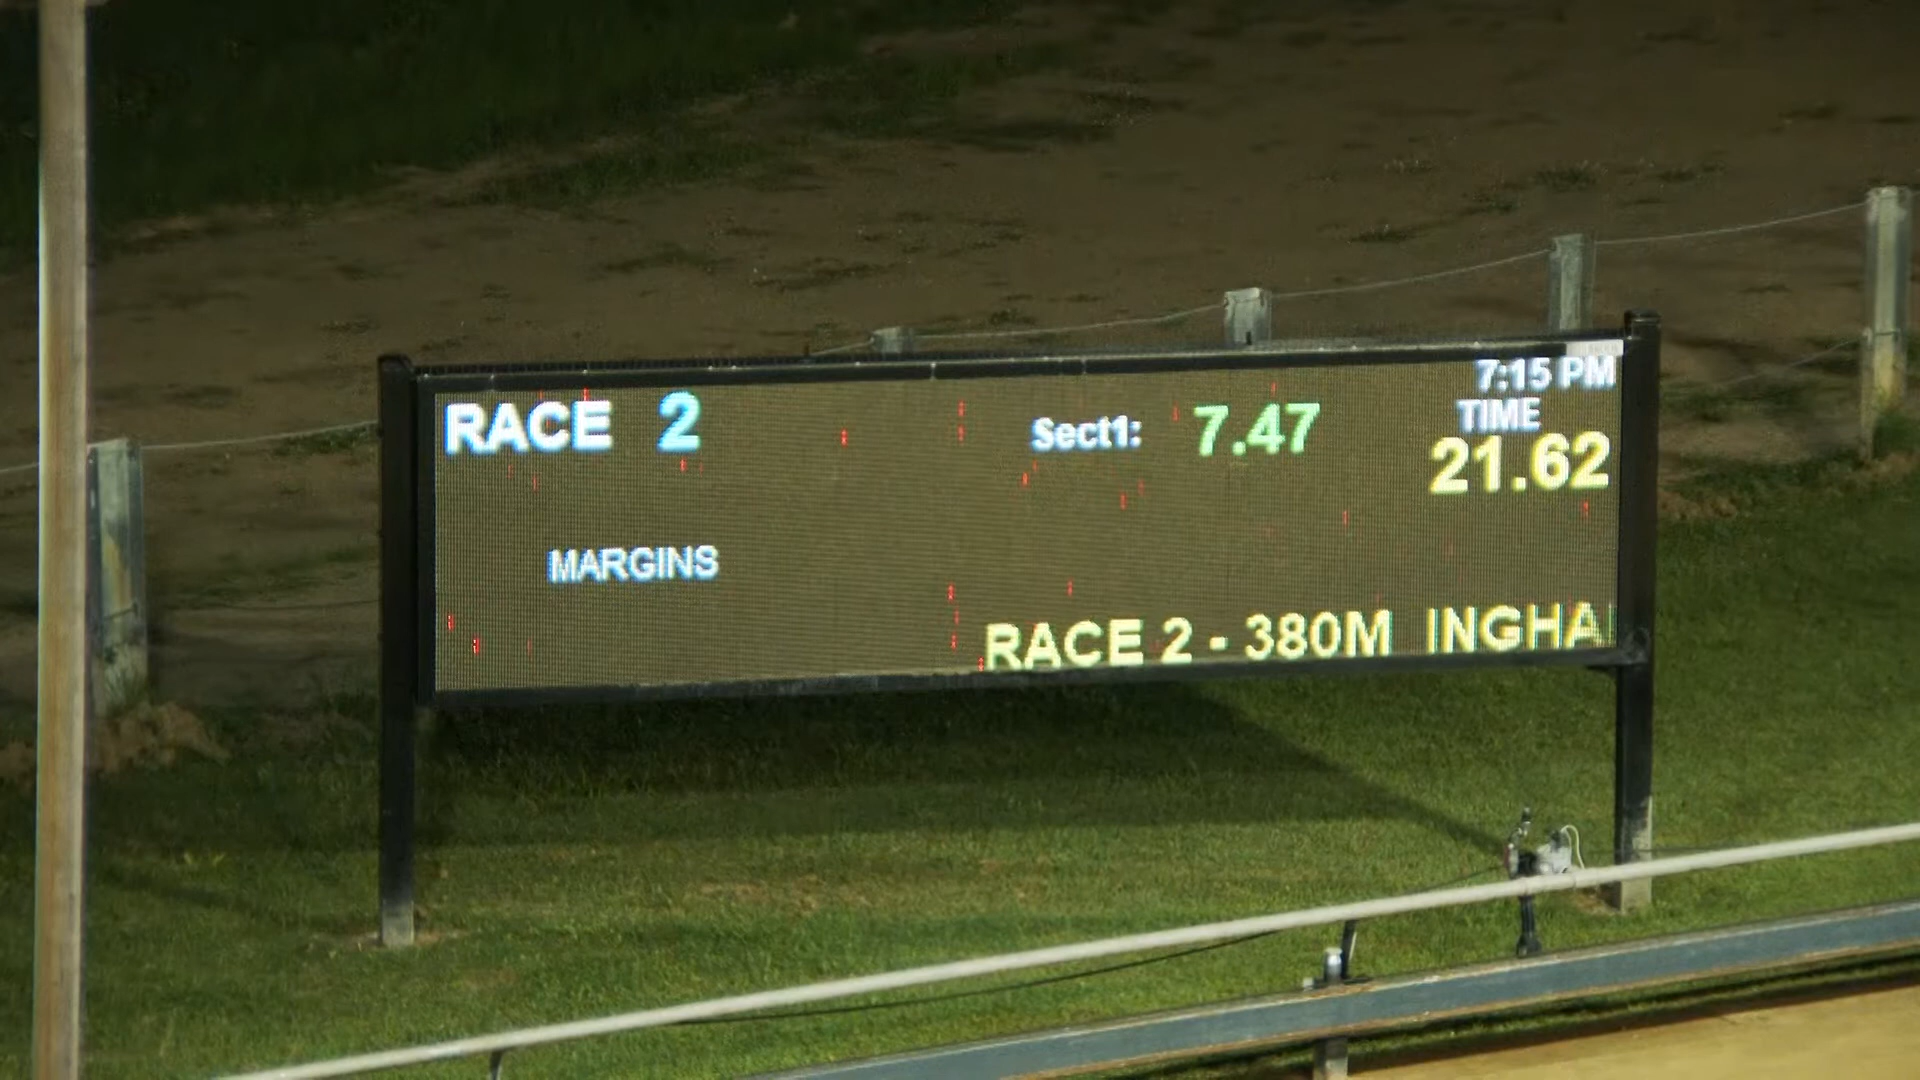 7:15 PM
RACE 2 Sect1: 7.47 TIME
21.62
MARGINS
RACE 2 - 380M INGHA